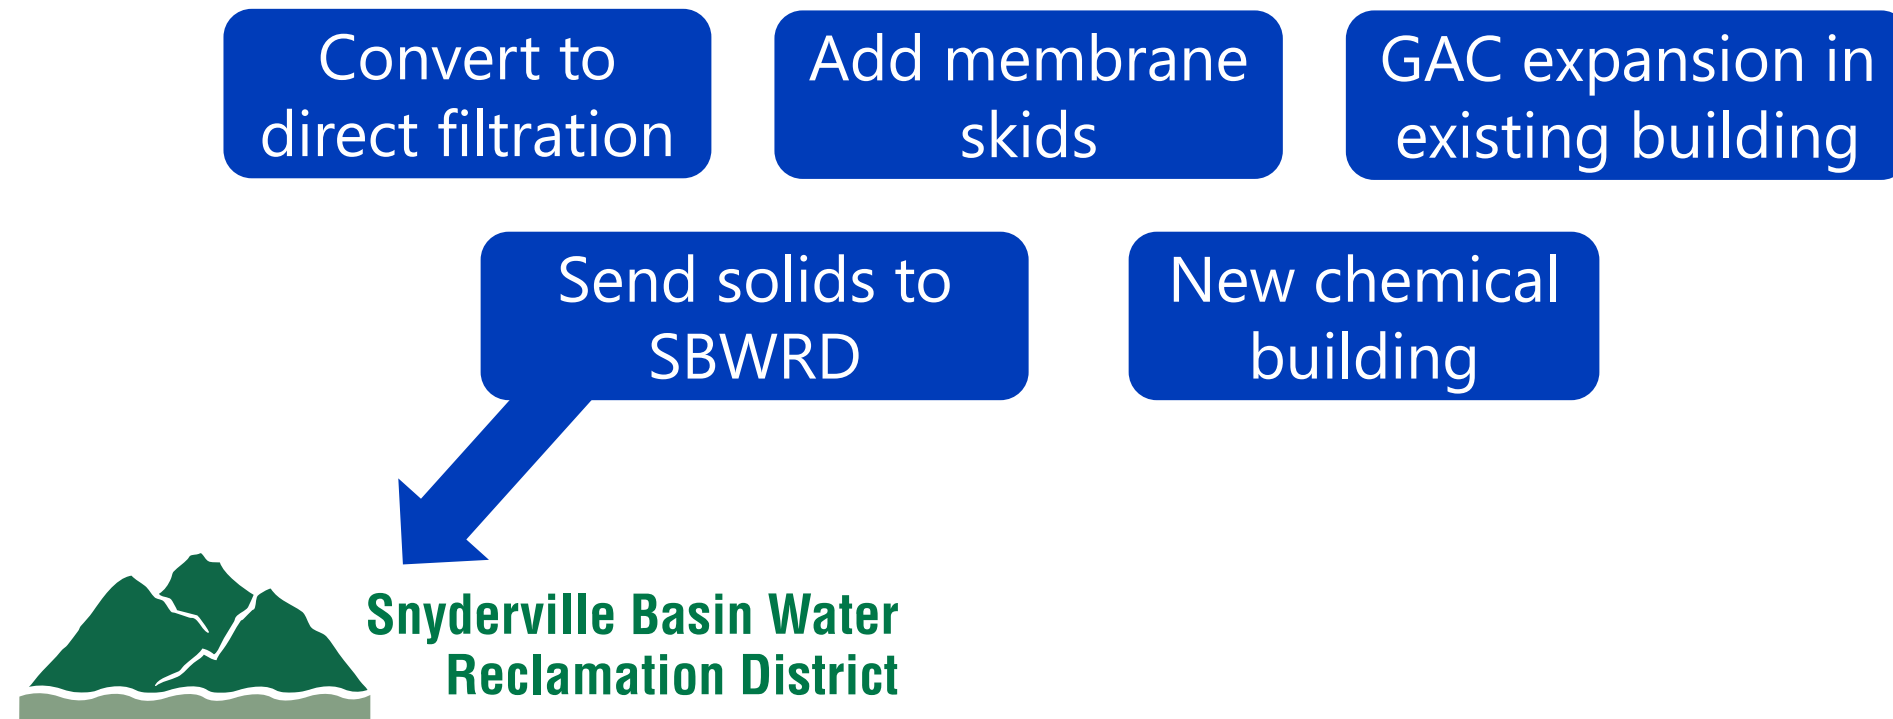 Convert to
direct filtration
Add membrane
skids
GAC expansion in
existing building
Send solids to
SBWRD
New chemical
building
Snyderville Basin Water
Reclamation District